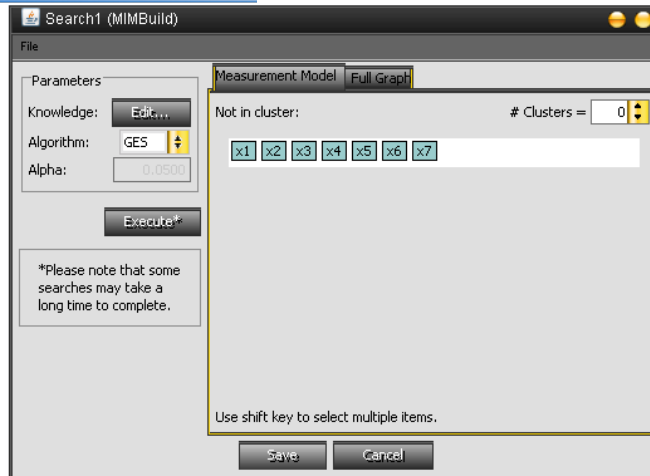 Search1 (MIMBuild)
File
Parameters
Knowledge: Edit...
Algorithm: GES
Alpha: 0.0500
Execute*
*Please note that some
searches may take a
long time to complete.
Measurement Model Full Graph
Not in cluster: # Clusters = 0
x1 x2 x3 x4 x5 x6 x7
Use shift key to select multiple items.
Save Cancel